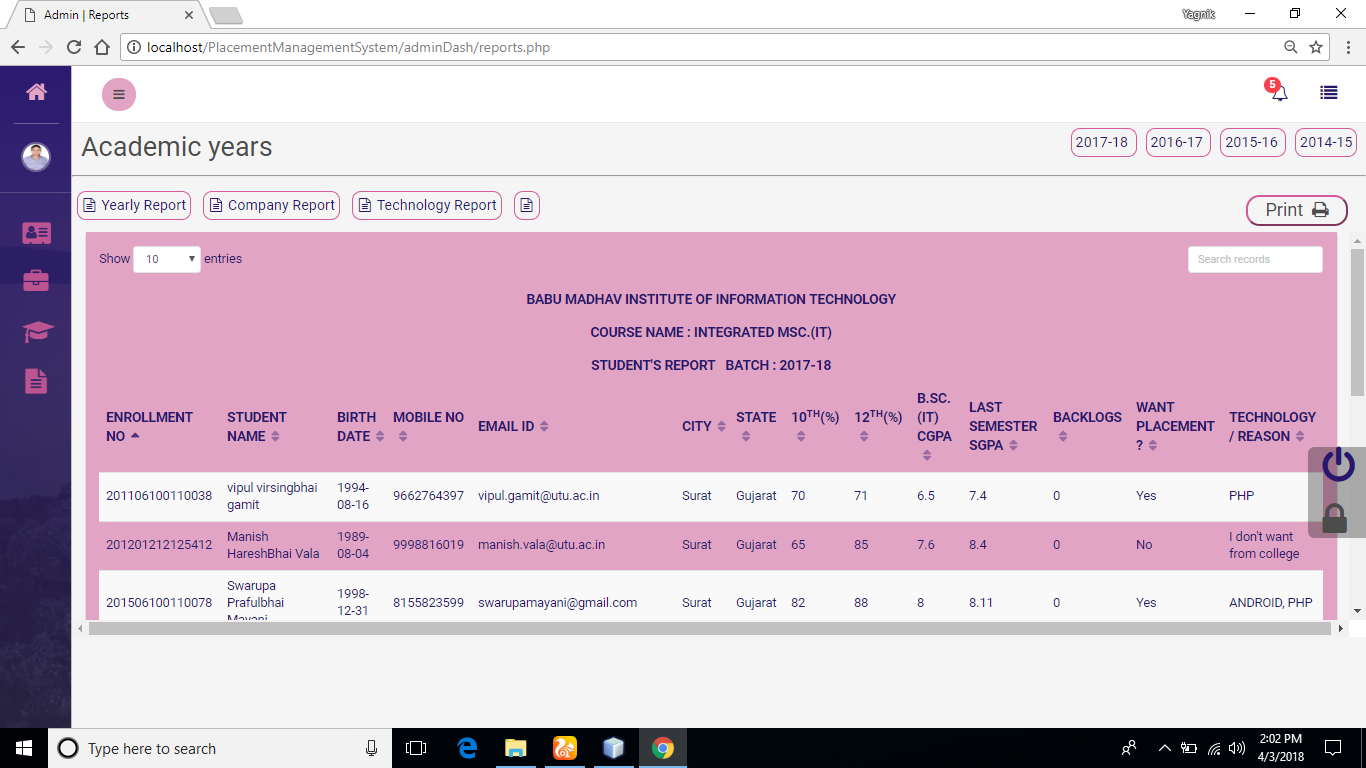 Admin | Reports
Yagnik
localhost/PlacementManagementSystem/adminDash/reports.php
5
Academic years
2017-18 2016-17 2015-16 2014-15
Yearly Report Company Report Technology Report
Print
Show 10 entries
Search records
BABU MADHAV INSTITUTE OF INFORMATION TECHNOLOGY
COURSE NAME : INTEGRATED MSC.(IT)
STUDENT'S REPORT BATCH : 2017-18
ENROLLMENT NO STUDENT NAME BIRTH DATE MOBILE NO EMAIL ID CITY STATE 10TH(%) 12TH(%) B.SC.(IT) CGPA LAST SEMESTER SGPA BACKLOGS WANT PLACEMENT ? TECHNOLOGY / REASON
201106100110038 vipul virsingbhai gamit 1994-08-16 9662764397 vipul.gamit@utu.ac.in Surat Gujarat 70 71 6.5 7.4 0 Yes PHP
201201212125412 Manish HareshBhai Vala 1989-08-04 9998816019 manish.vala@utu.ac.in Surat Gujarat 65 85 7.6 8.4 0 No I don't want from college
201506100110078 Swarupa Prafulbhai Mayani 1998-12-31 8155823599 swarupamayani@gmail.com Surat Gujarat 82 88 8 8.11 0 Yes ANDROID, PHP
Type here to search
2:02 PM
4/3/2018